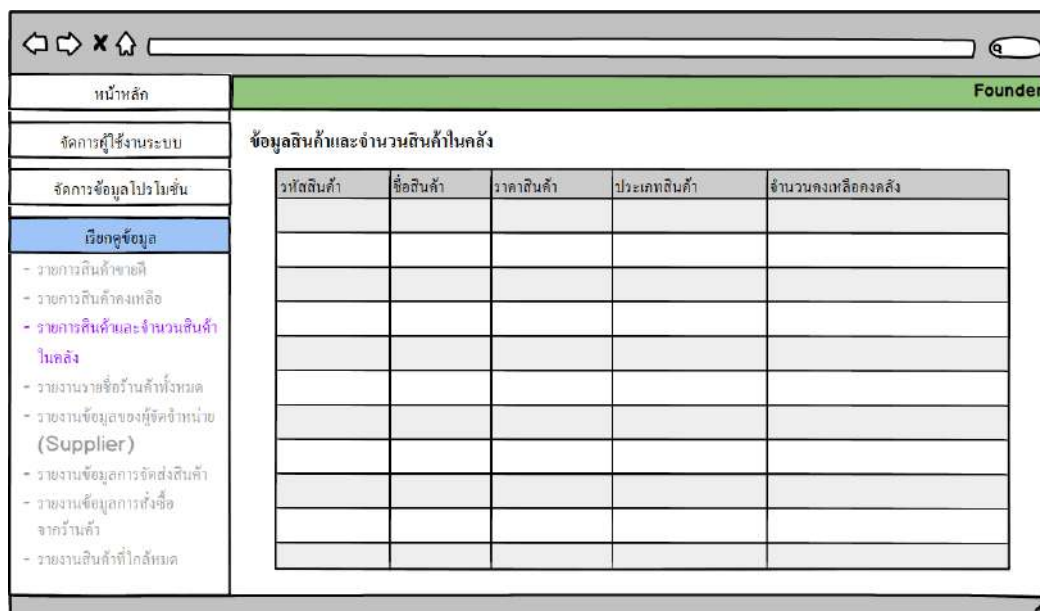 หน้าหลัก
Founder
จัดการผู้ใช้งานระบบ
ข้อมูลสินค้าและจำนวนสินค้าในคลัง
จัดการข้อมูลโปรโมชั่น
รหัสสินค้า ชื่อสินค้า ราคาสินค้า ประเภทสินค้า จำนวนคงเหลือคงคลัง
เรียกดูข้อมูล
- รายการสินค้าขายดี
- รายการสินค้าคงเหลือ
- รายการสินค้าและจำนวนสินค้า
ในคลัง
- รายงานรายชื่อร้านค้าทั้งหมด
- รายงานข้อมูลของผู้จัดจำหน่าย
(Supplier)
- รายงานข้อมูลการจัดส่งสินค้า
- รายงานข้อมูลการสั่งซื้อ
จากร้านค้า
- รายงานสินค้าที่ใกล้หมด